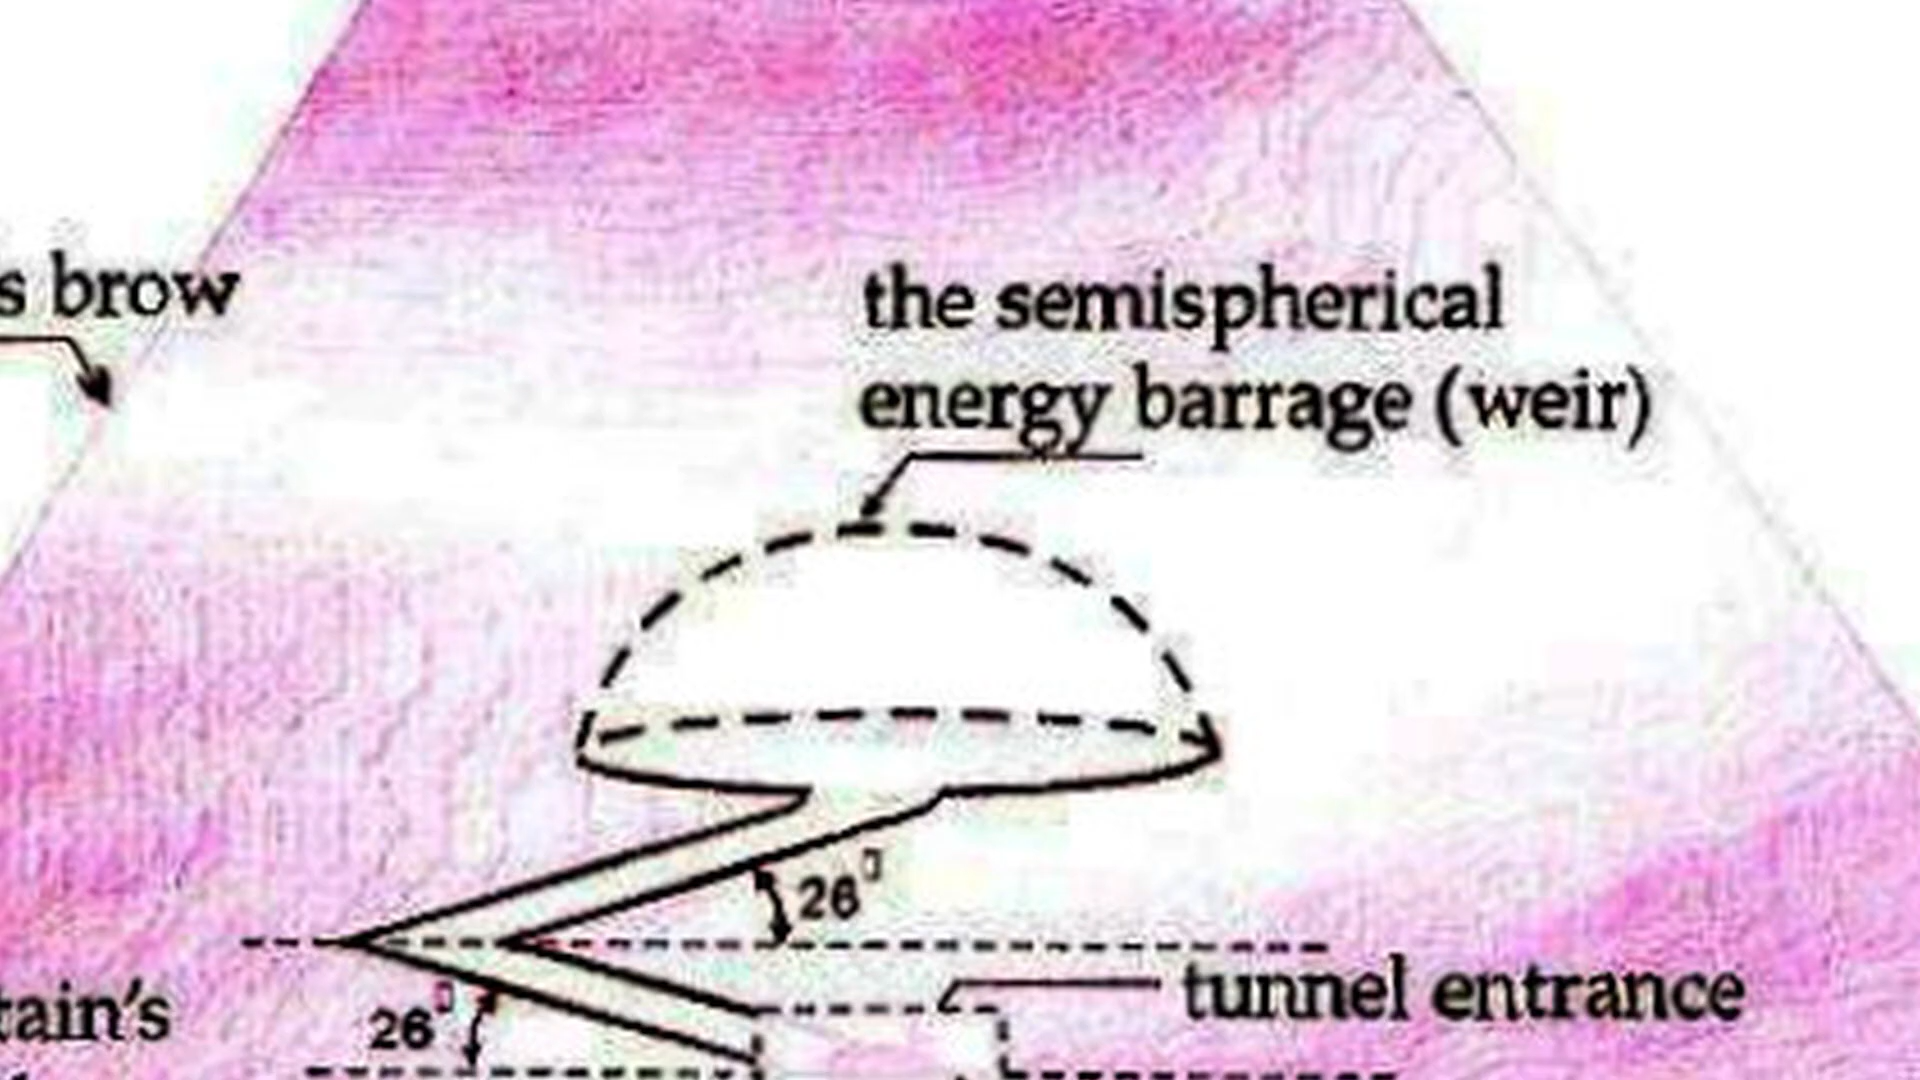 s brow
the semispherical
energy barrage (weir)
26
tunnel entrance
tain's
26